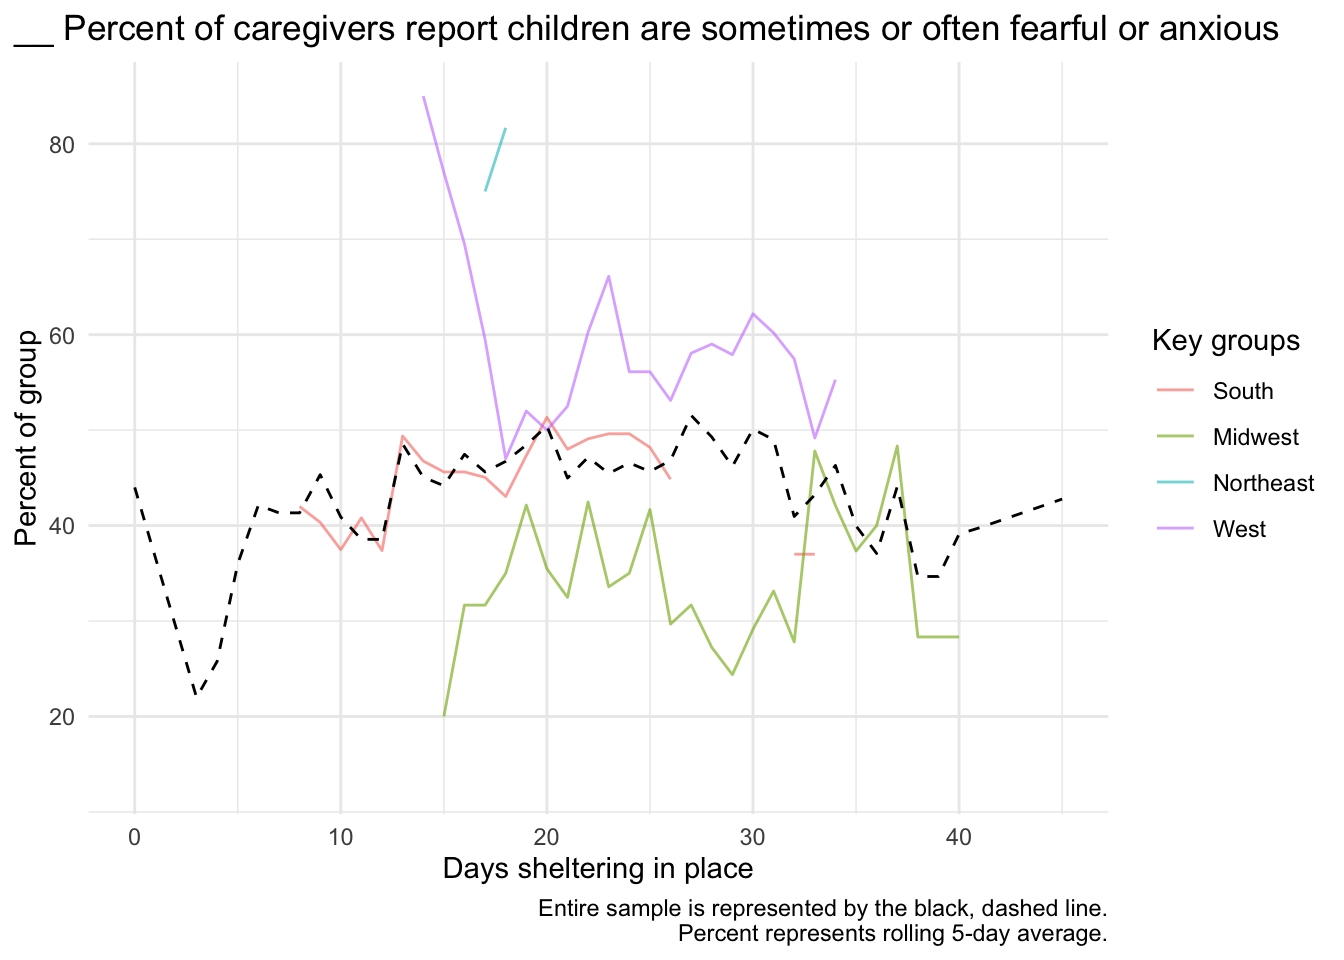 __ Percent of caregivers report children are sometimes or often fearful or anxious
80
60
40
20
Percent of group
0 10 20 30 40
Days sheltering in place
Key groups
South
Midwest
Northeast
West
Entire sample is represented by the black, dashed line.
Percent represents rolling 5-day average.